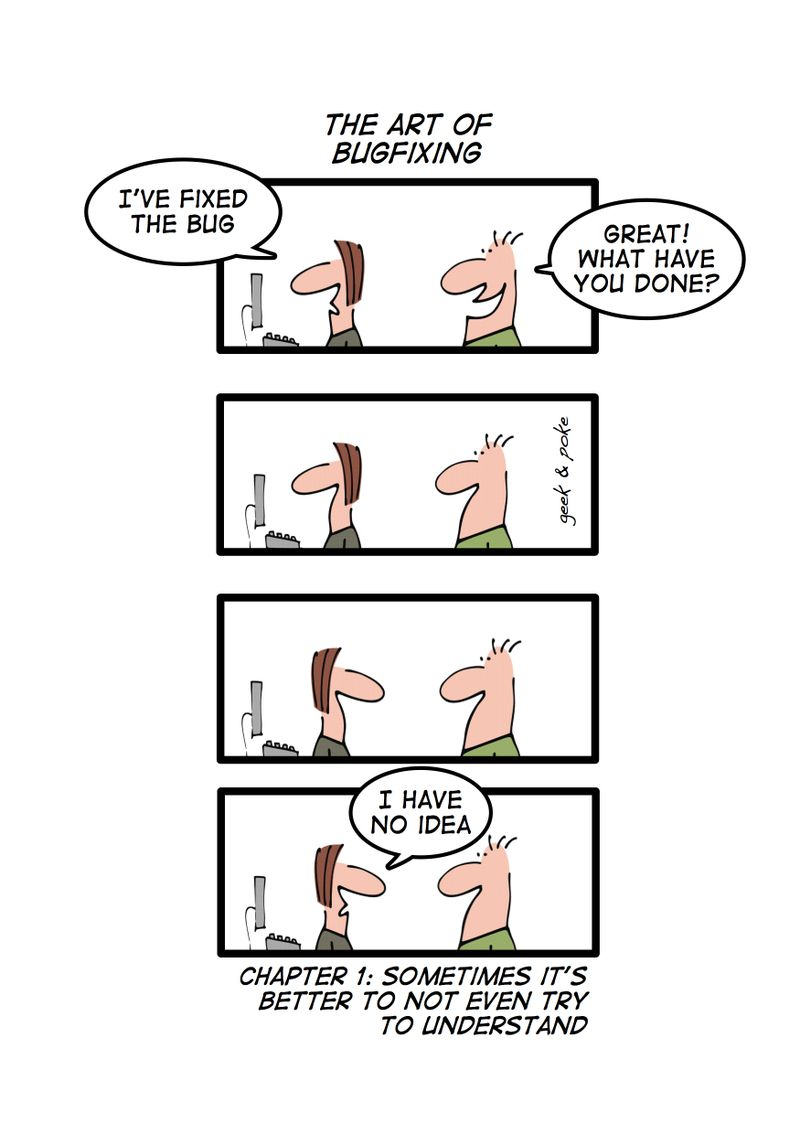 THE ART OF
BUGFIXING
I'VE FIXED
THE BUG
GREAT!
WHAT HAVE
YOU DONE?
geek & poke
I HAVE
NO IDEA
CHAPTER 1: SOMETIMES IT'S
BETTER TO NOT EVEN TRY
TO UNDERSTAND